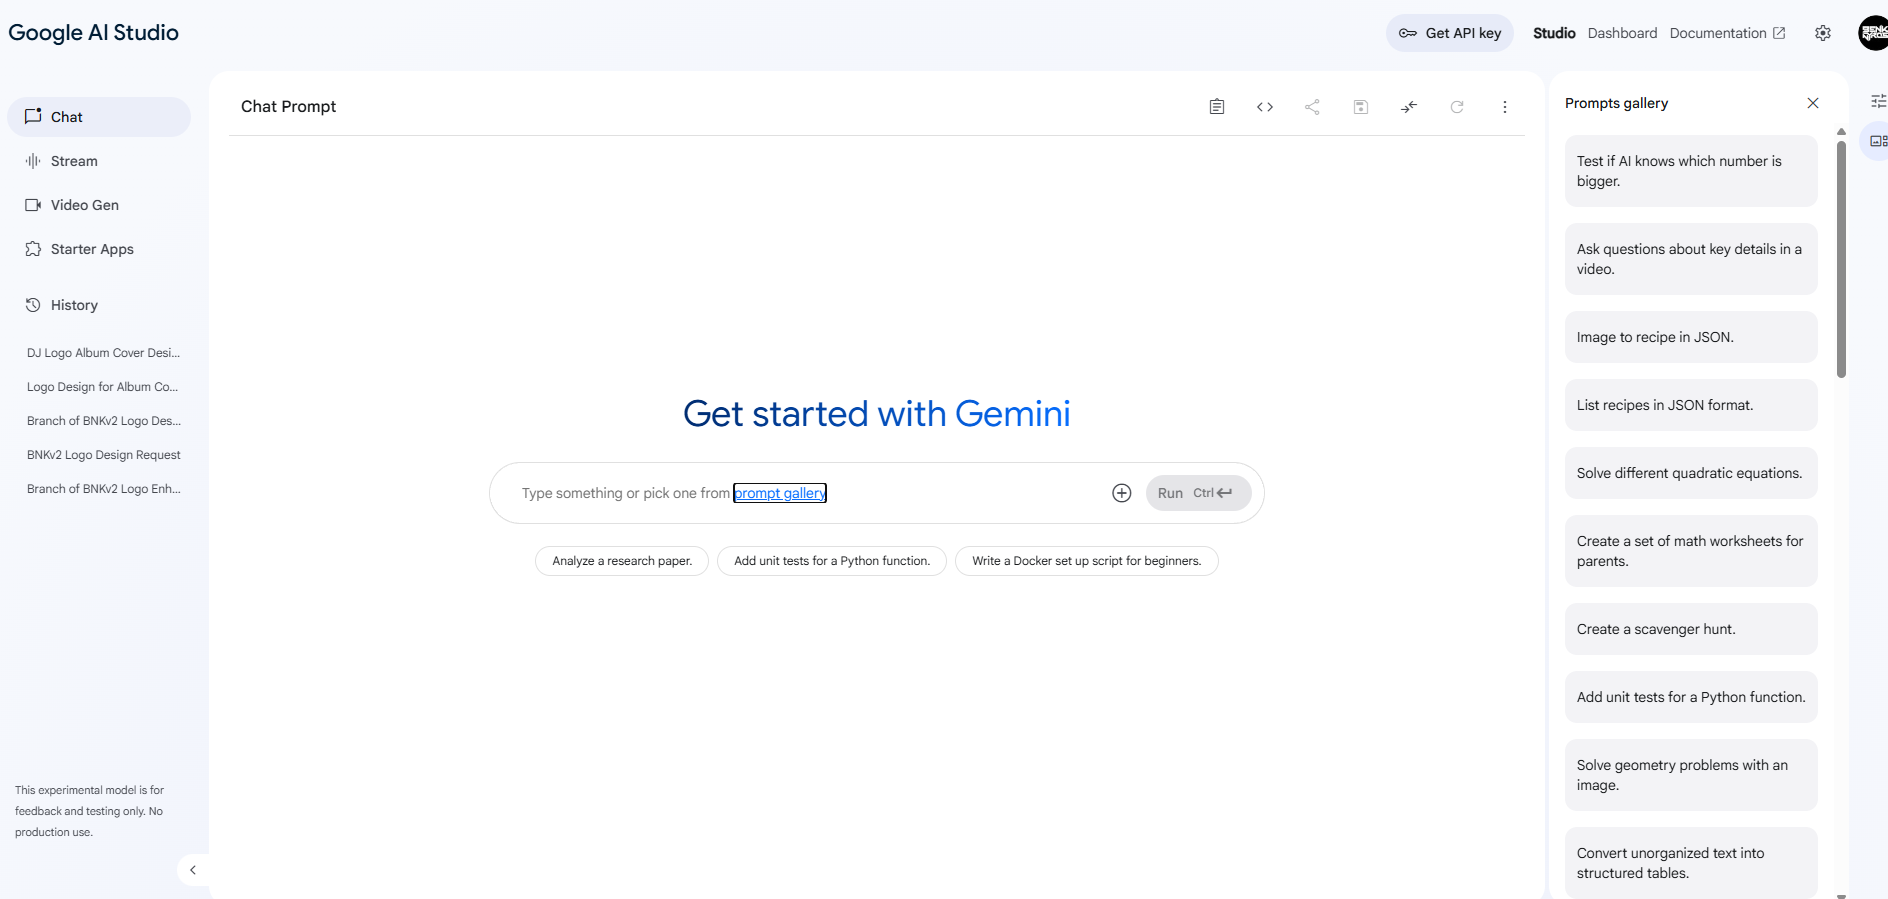 Google AI Studio
Get API key
Studio
Dashboard
Documentation
Chat
Stream
Video Gen
Starter Apps
History
DJ Logo Album Cover Desi...
Logo Design for Album Co...
Branch of BNKv2 Logo Des...
BNKv2 Logo Design Request
Branch of BNKv2 Logo Enh...
This experimental model is for
feedback and testing only. No
production use.
Chat Prompt
Get started with Gemini
Type something or pick one from prompt gallery
Run Ctrl
Analyze a research paper.
Add unit tests for a Python function.
Write a Docker set up script for beginners.
Prompts gallery
Test if AI knows which number is
bigger.
Ask questions about key details in a
video.
Image to recipe in JSON.
List recipes in JSON format.
Solve different quadratic equations.
Create a set of math worksheets for
parents.
Create a scavenger hunt.
Add unit tests for a Python function.
Solve geometry problems with an
image.
Convert unorganized text into
structured tables.